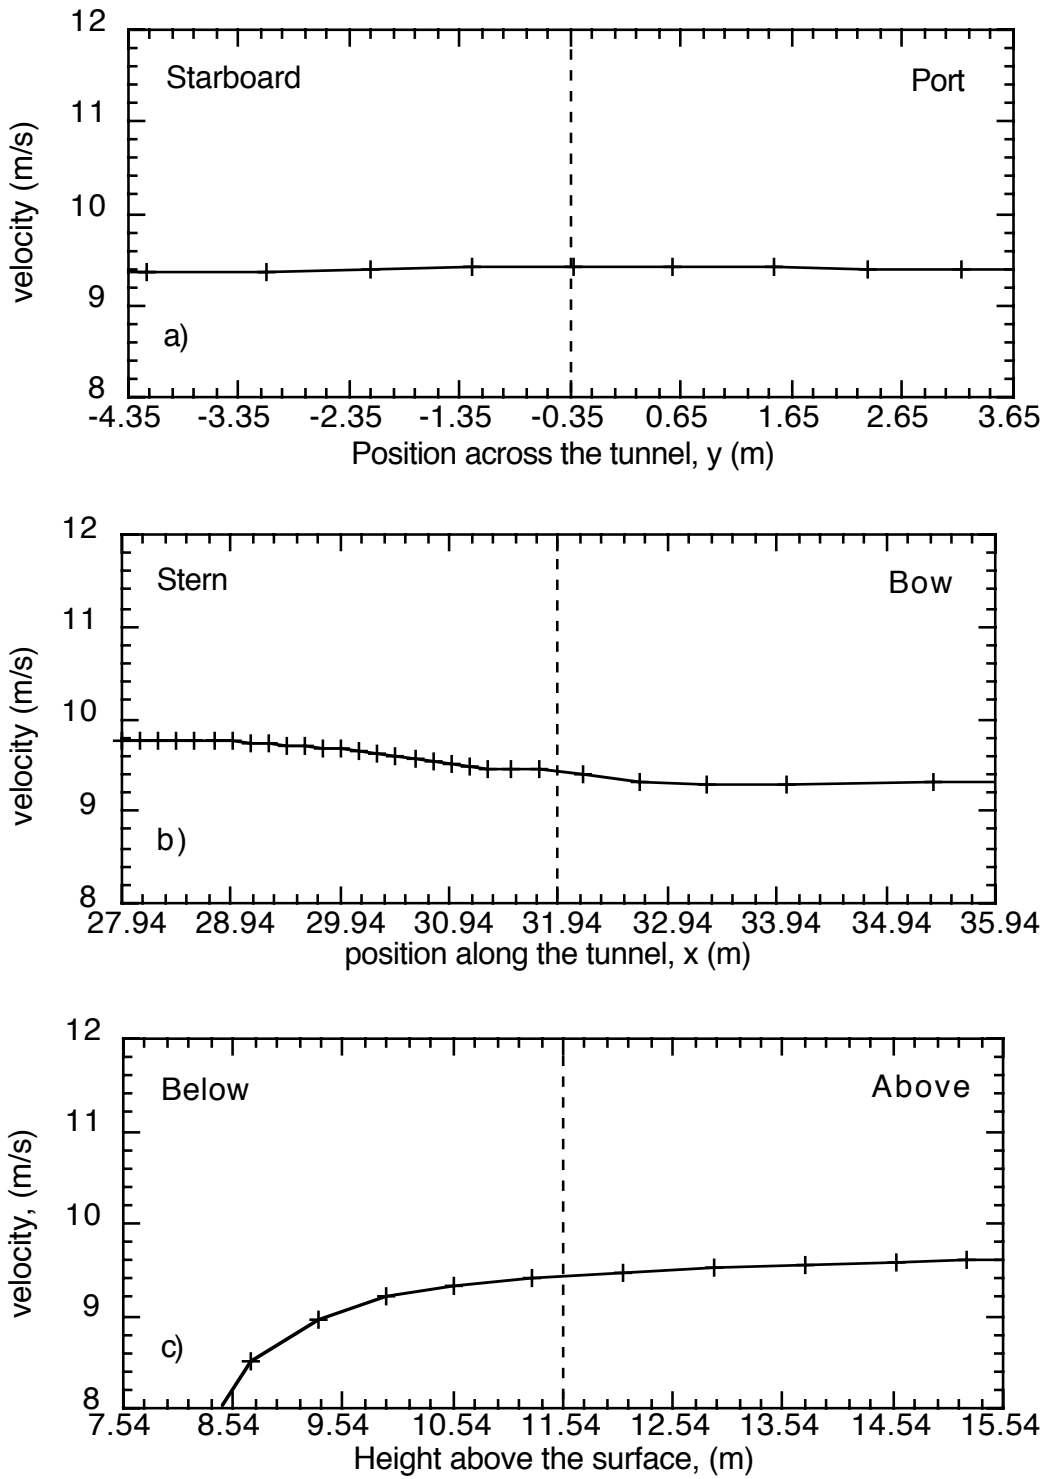 12
Starboard
Port
11
velocity (m/s)
10
9
a)
8
-4.35 -3.35 -2.35 -1.35 -0.35 0.65 1.65 2.65 3.65
Position across the tunnel, y (m)
12
Stern
Bow
11
velocity (m/s)
10
9
b)
8
27.94 28.94 29.94 30.94 31.94 32.94 33.94 34.94 35.94
position along the tunnel, x (m)
12
Below
Above
11
velocity, (m/s)
10
9
c)
8
7.54 8.54 9.54 10.54 11.54 12.54 13.54 14.54 15.54
Height above the surface, (m)